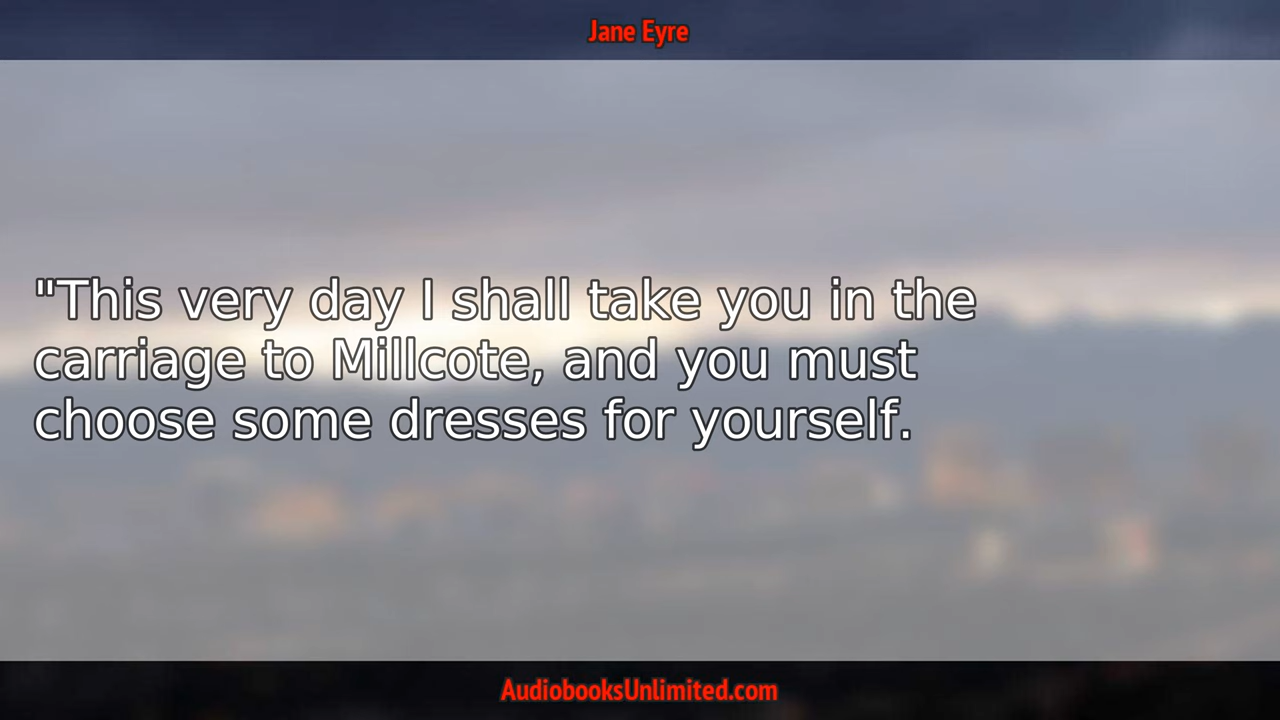 Jane Eyre
"This very day I shall take you in the
carriage to Millcote, and you must
choose some dresses for yourself.
AudiobooksUnlimited.com